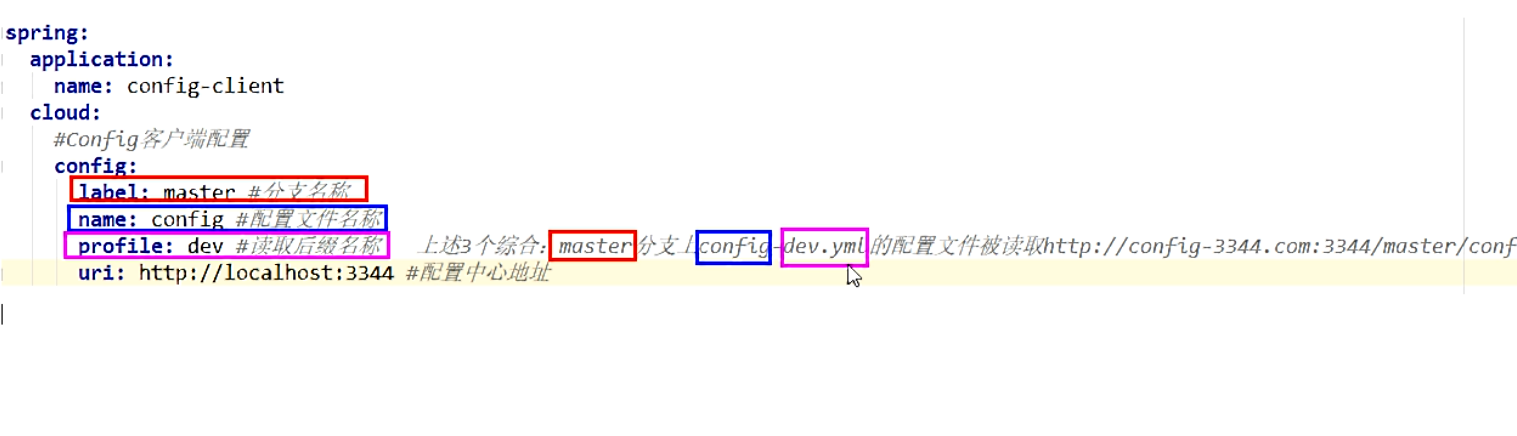 spring:
application:
name: config-client
cloud:
#Config客户端配置
config:
label: master #分支名称
name: config #配置文件名称
profile: dev #读取后缀名称 上述3个综合：master分支上config-dev.yml的配置文件被读取http://config-3344.com:3344/master/conf
uri: http://localhost:3344 #配置中心地址